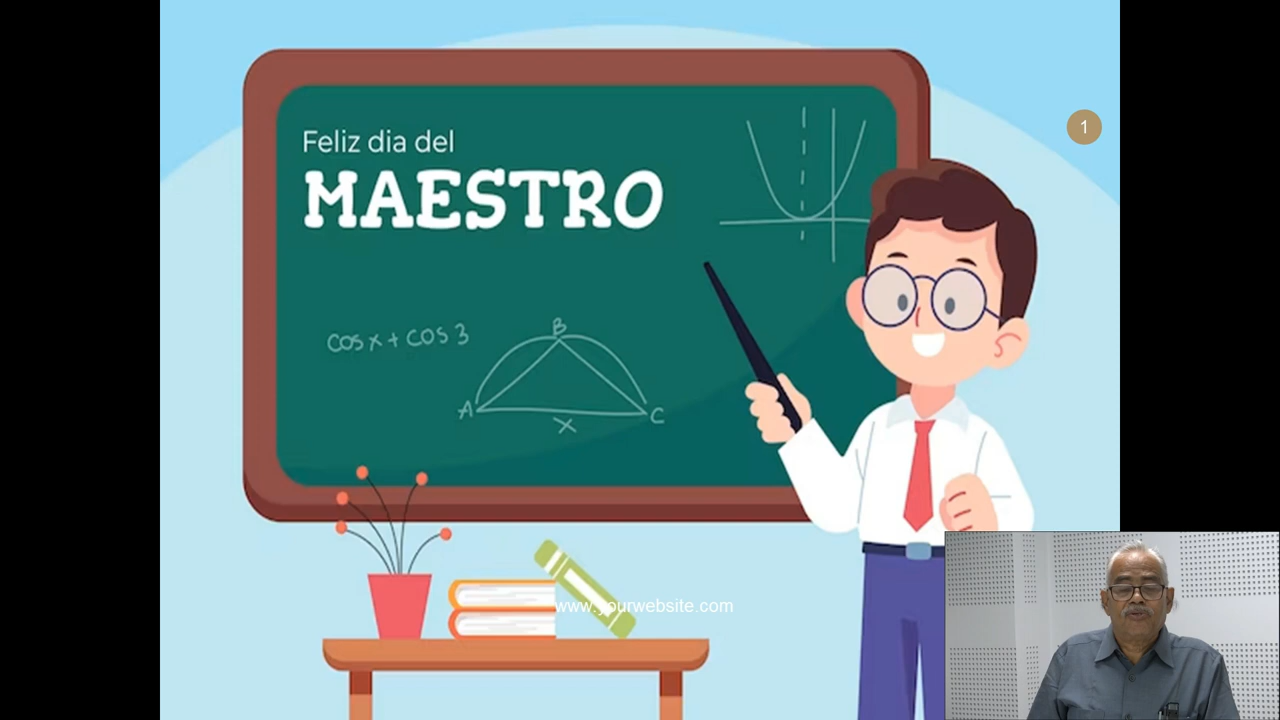 1
Feliz dia del
MAESTRO
cos x + cos 3
B
A
C
x
www.yourwebsite.com